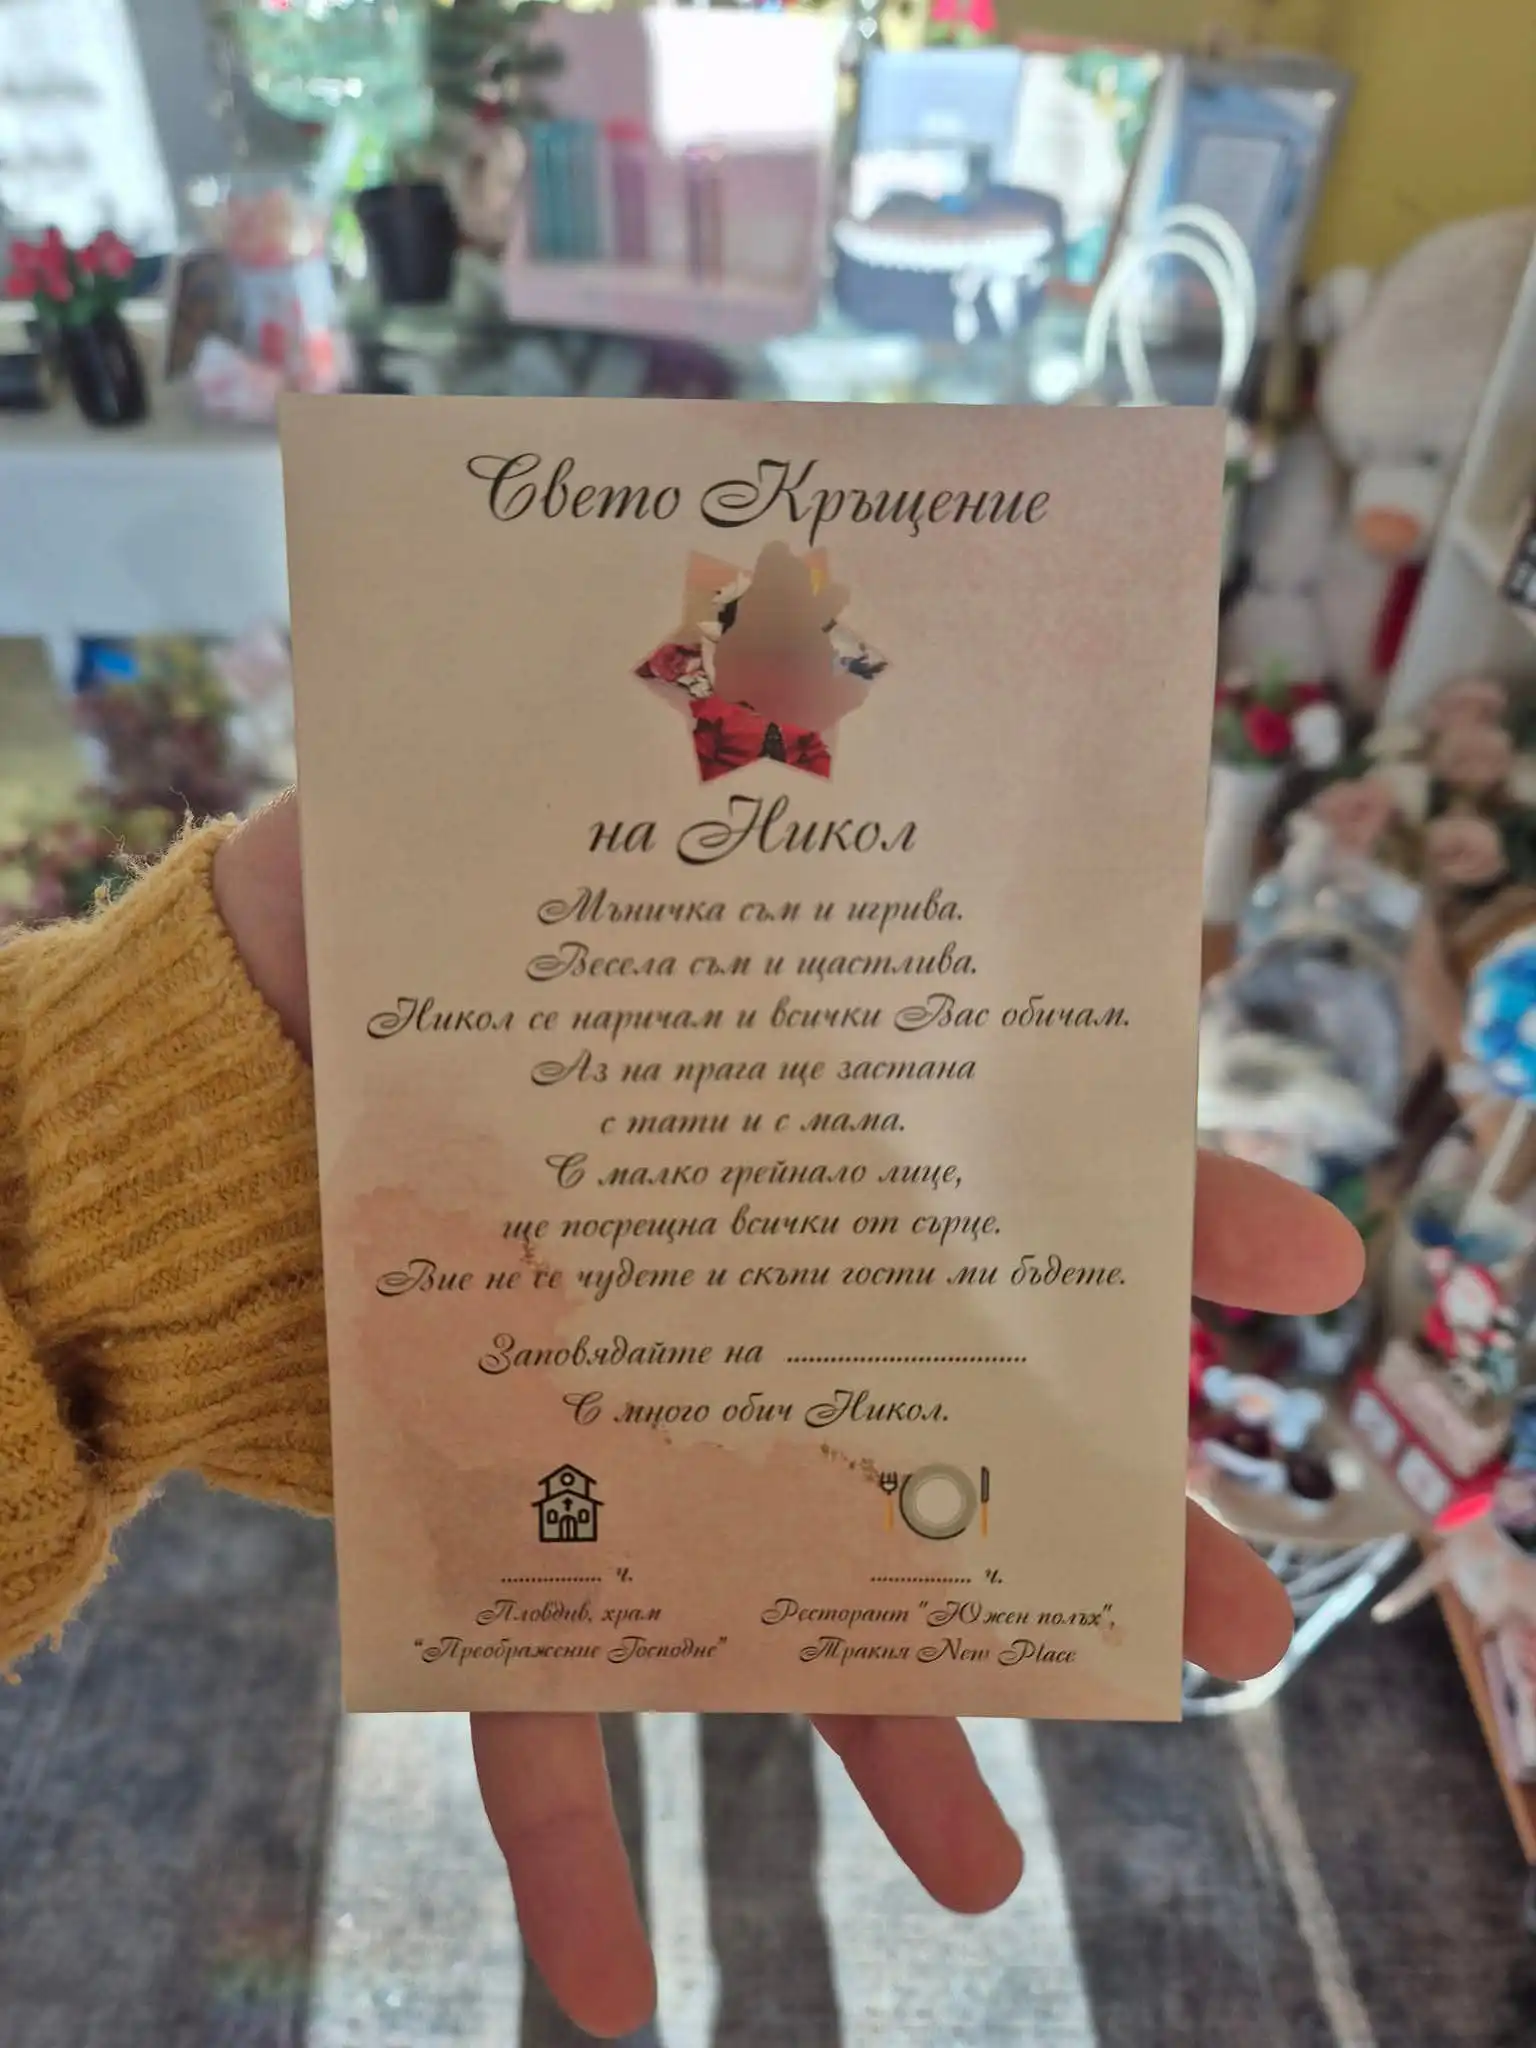 Свето Кръщение
на Никол
Мъничка съм и игрива.
Весела съм и щастлива.
Никол се наричам и всички Вас обичам.
Аз на прага ще застана
с тати и с мама.
С малко грейнало лице,
ще посрещна всички от сърце.
Вие не се чудете и скъпи гости ми бъдете.
Заповядайте на ................................
С много обич Никол.
................. ч.
Пловдив, храм
“Преображение Господне”
................. ч.
Ресторант "Южен полъх",
Тракия New Place